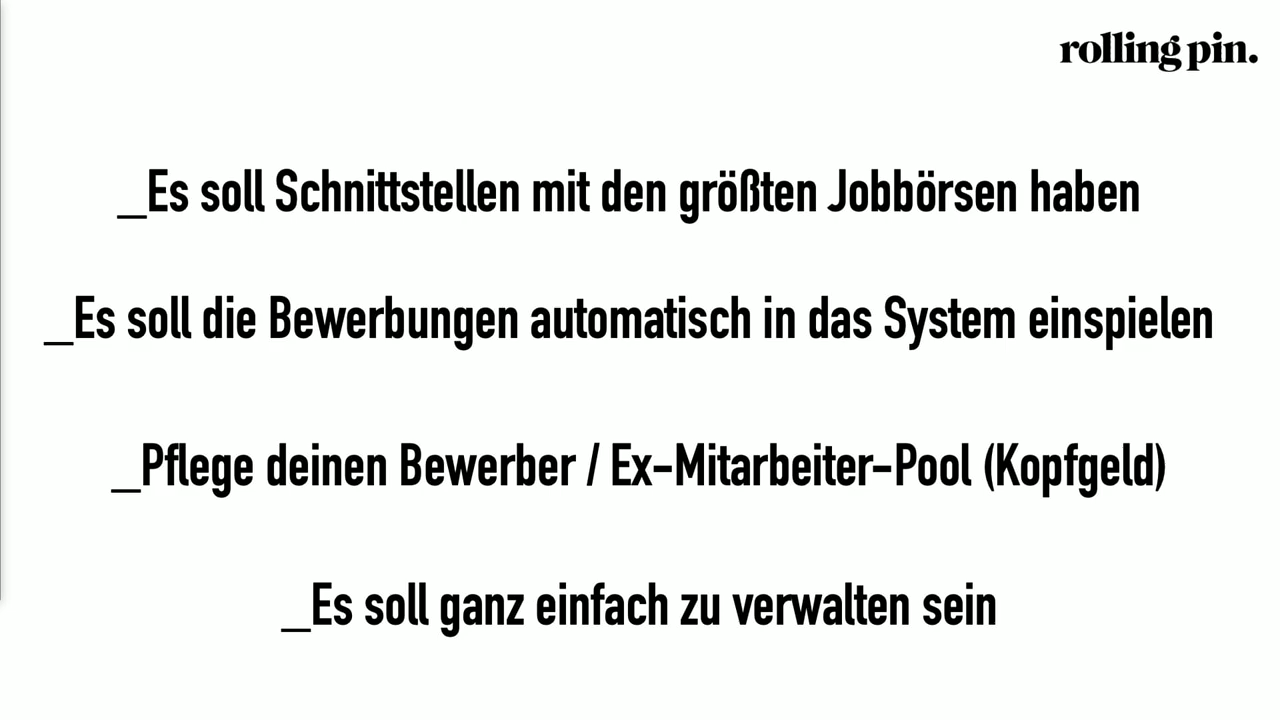 rolling pin.
_Es soll Schnittstellen mit den größten Jobbörsen haben
_Es soll die Bewerbungen automatisch in das System einspielen
_Pflege deinen Bewerber / Ex-Mitarbeiter-Pool (Kopfgeld)
_Es soll ganz einfach zu verwalten sein